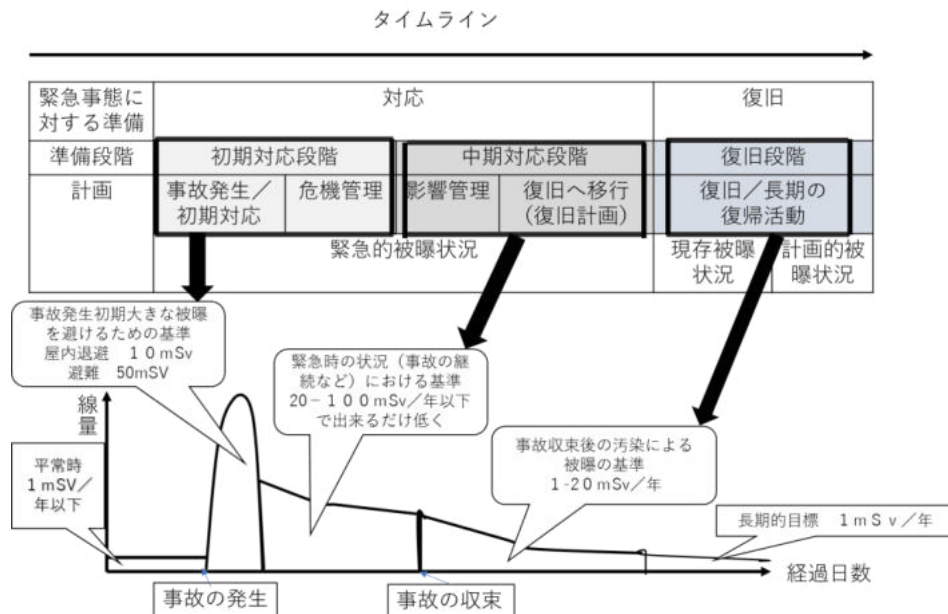 タイムライン
緊急事態に
対する準備
対応
復旧
準備段階
初期対応段階
中期対応段階
復旧段階
計画
事故発生／
初期対応
危機管理
影響管理
復旧へ移行
（復旧計画）
復旧／長期の
復帰活動
緊急的被曝状況
現存被曝
状況
計画的被
曝状況
事故発生初期大きな被曝
を避けるための基準
屋内退避　１０mSv
避難　50mSV
緊急時の状況（事故の継
続など）における基準
20－１００mSv／年以下
で出来るだけ低く
事故収束後の汚染による
被曝の基準
1-20ｍSv／年
線
量
平常時
１mSV／
年以下
長期的目標　１mＳｖ／年
事故の発生
事故の収束
経過日数